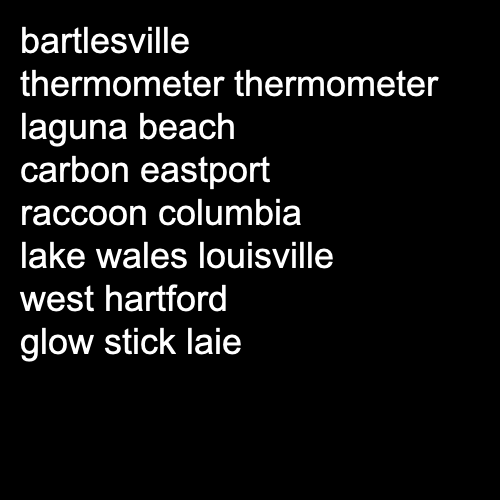 bartlesville
thermometer thermometer
laguna beach
carbon eastport
raccoon columbia
lake wales louisville
west hartford
glow stick laie